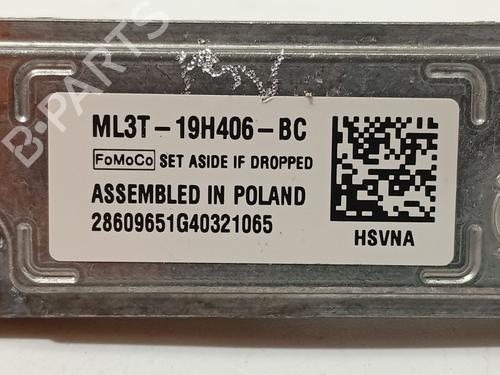 B-PARTS
ML3T-19H406-BC
FoMoCo SET ASIDE IF DROPPED
ASSEMBLED IN POLAND
28609651G40321065
HSVNA